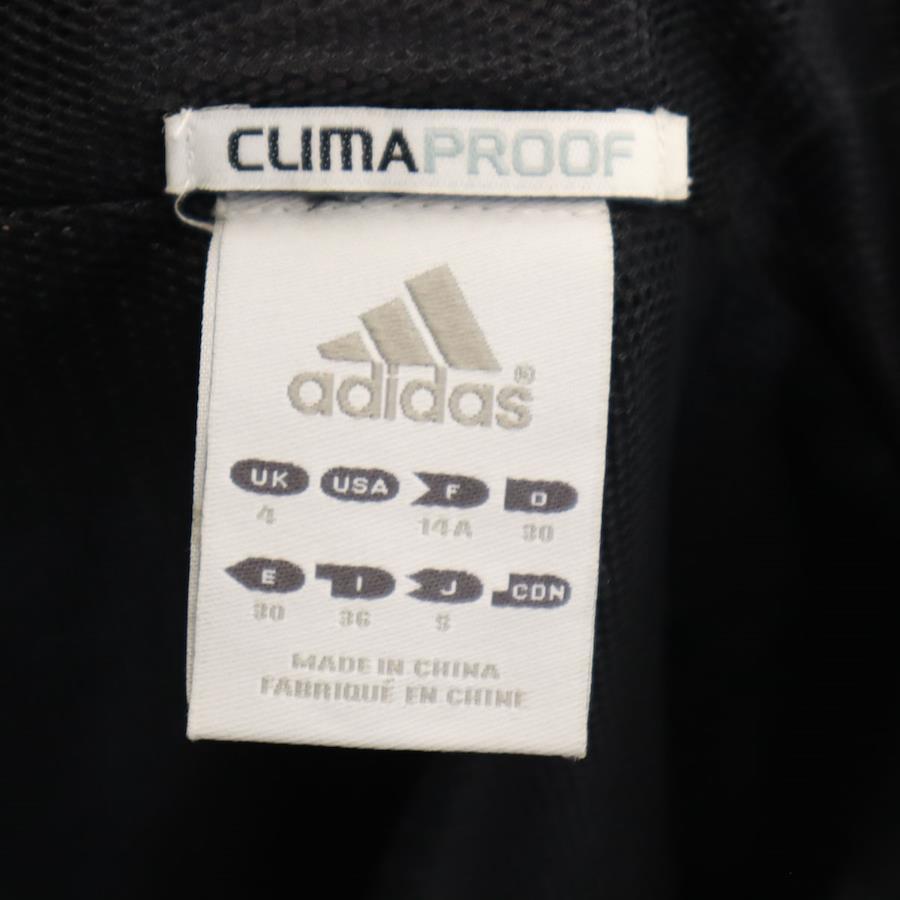 CLIMAPROOF
adidas®
UK USA F D
4 14A 30
E I J CDN
30 36 S
MADE IN CHINA
FABRIQUÉ EN CHINE